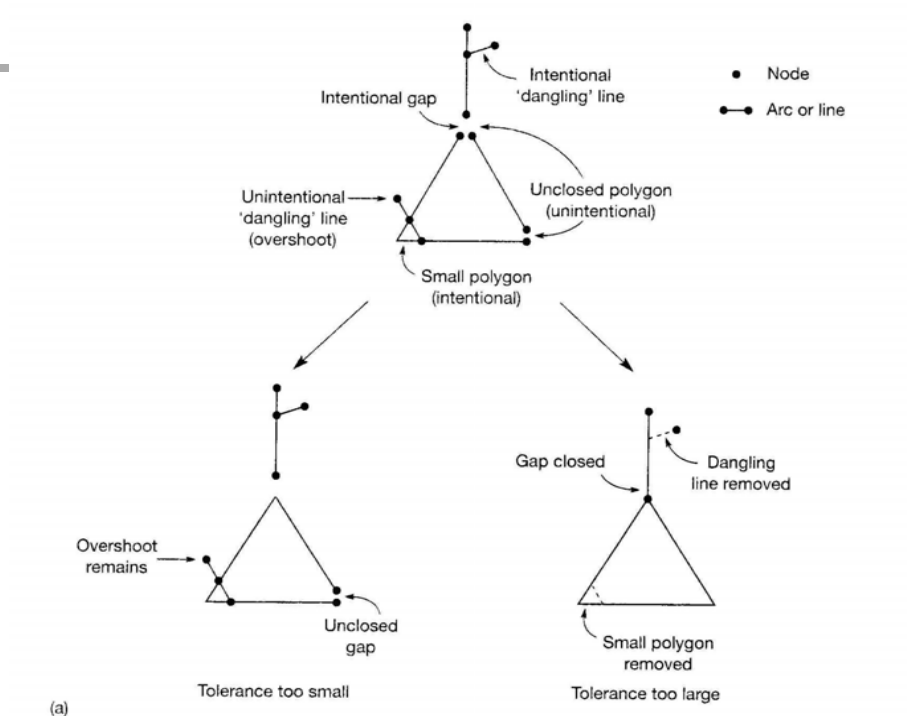 Intentional
'dangling' line
Node
Arc or line
Intentional gap
Unintentional
'dangling' line
(overshoot)
Unclosed polygon
(unintentional)
Small polygon
(intentional)
Gap closed
Dangling
line removed
Overshoot
remains
Unclosed
gap
Small polygon
removed
Tolerance too small
Tolerance too large
(a)